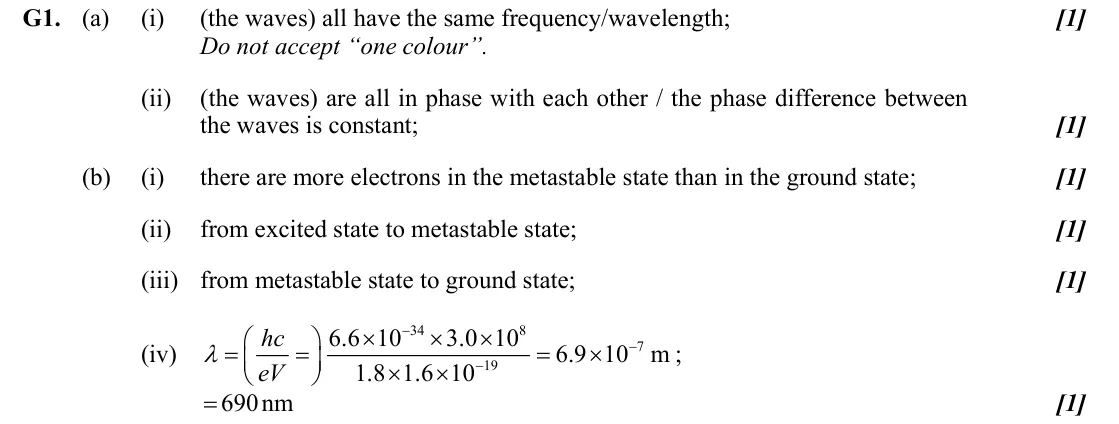 G1. (a) (i) (the waves) all have the same frequency/wavelength; [1]
Do not accept “one colour”.
(ii) (the waves) are all in phase with each other / the phase difference between
the waves is constant; [1]
(b) (i) there are more electrons in the metastable state than in the ground state; [1]
(ii) from excited state to metastable state; [1]
(iii) from metastable state to ground state; [1]
(iv) λ = (hc/eV =) 6.6×10⁻³⁴ ×3.0×10⁸/1.8×1.6×10⁻¹⁹ = 6.9×10⁻⁷ m ;
= 690 nm [1]